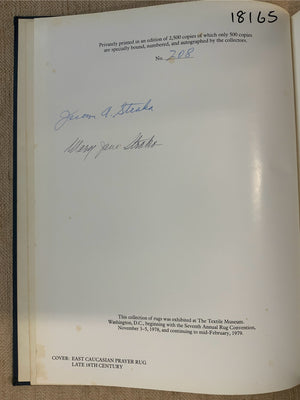 18165
Privately printed in an edition of 2,500 copies of which only 500 copies
are specially bound, numbered, and autographed by the collectors.
No. 208
Jerome A. Straka
Mary Jane Straka
This collection of rugs was exhibited at The Textile Museum,
Washington, D.C., beginning with the Seventh Annual Rug Convention,
November 3-5, 1978, and continuing to mid-February, 1979.
COVER: EAST CAUCASIAN PRAYER RUG
LATE 18TH CENTURY